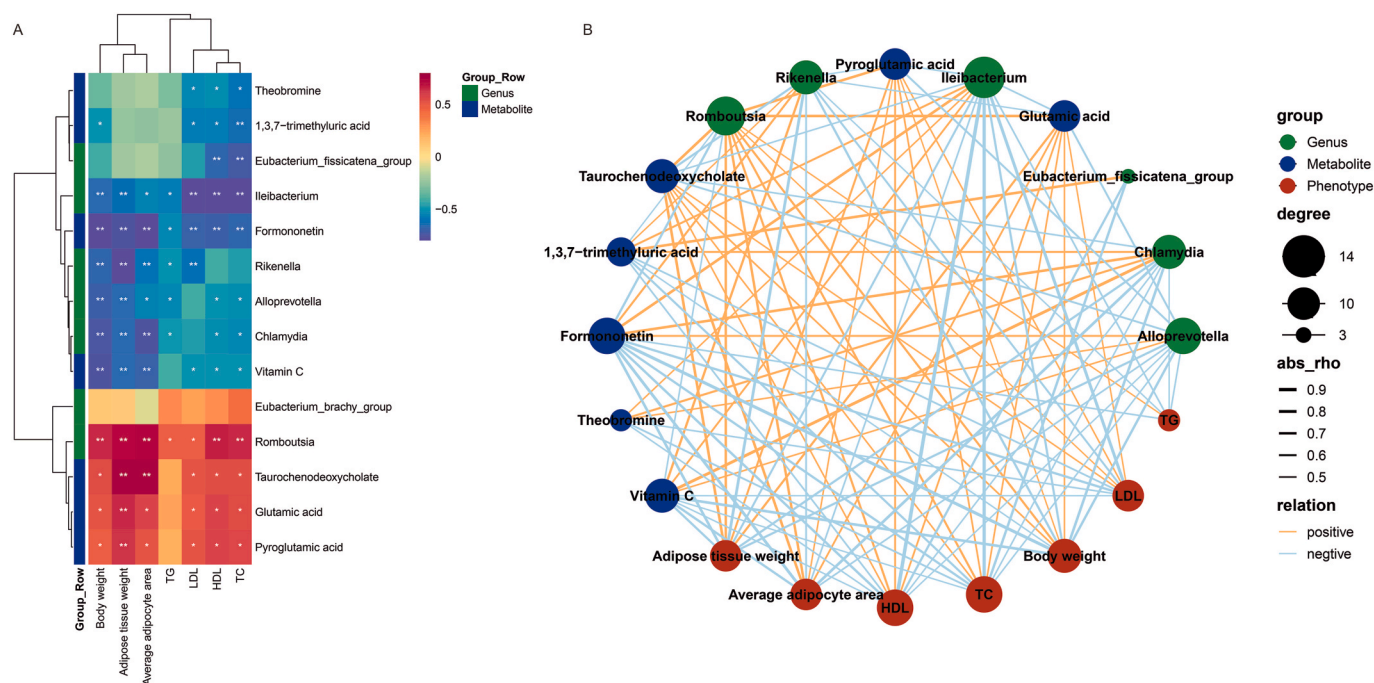 A
Group_Row
Genus
Metabolite
0.5
0
−0.5
Theobromine
* * *
1,3,7−trimethyluric acid
* * * **
Eubacterium_fissicatena_group
** **
Ileibacterium
** ** * * ** ** **
Formononetin
** ** ** * ** ** **
Rikenella
** ** ** * **
Alloprevotella
** ** * * * *
Chlamydia
** ** ** * * *
Vitamin C
** ** ** * * *
Eubacterium_brachy_group
Romboutsia
** ** ** * * ** **
Taurochenodeoxycholate
* ** ** * * *
Glutamic acid
* ** * * * *
Pyroglutamic acid
* ** * * * *
Group_Row
Body weight
Adipose tissue weight
Average adipocyte area
TG
LDL
HDL
TC
B
Pyroglutamic acid
Rikenella
Ileibacterium
Romboutsia
Glutamic acid
Taurochenodeoxycholate
Eubacterium_fissicatena_group
1,3,7−trimethyluric acid
Chlamydia
Formononetin
Alloprevotella
Theobromine
TG
Vitamin C
LDL
Adipose tissue weight
Body weight
Average adipocyte area
HDL
TC
group
Genus
Metabolite
Phenotype
degree
14
10
3
abs_rho
0.9
0.8
0.7
0.6
0.5
relation
positive
negtive